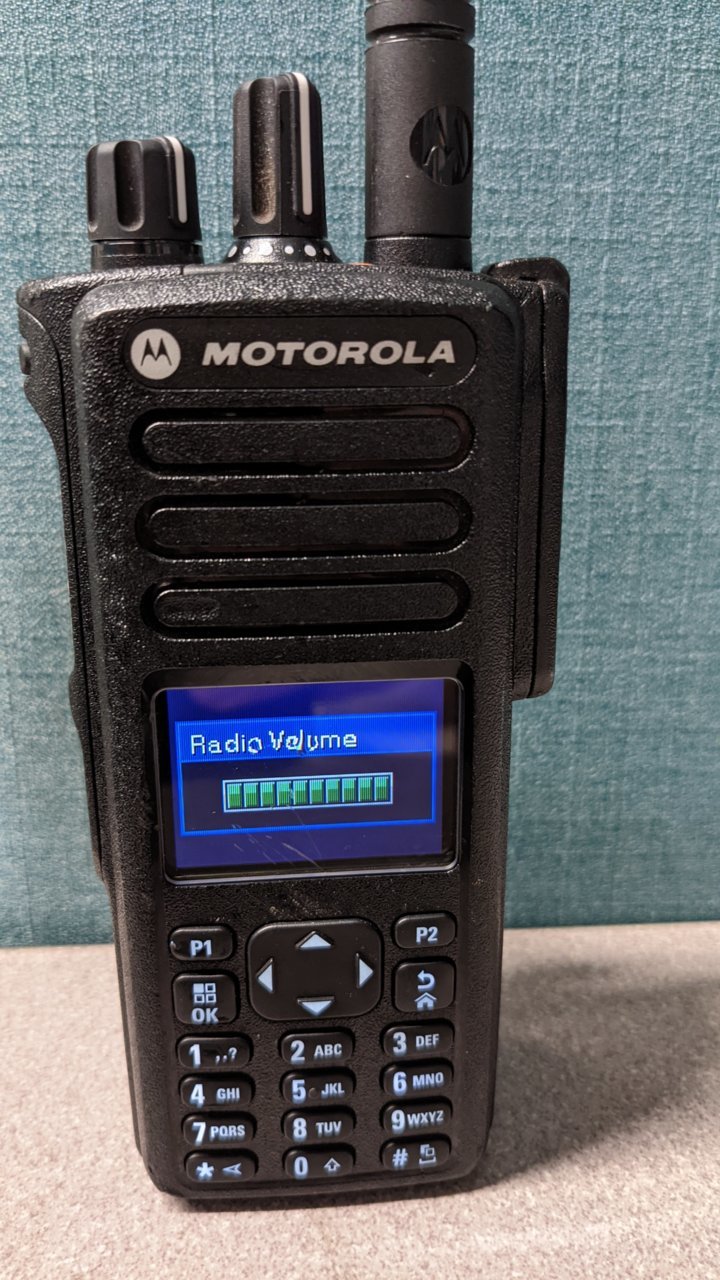 MOTOROLA
Radio Volume
P1
P2
OK
1 ,.?
2 ABC
3 DEF
4 GHI
5 JKL
6 MNO
7 PQRS
8 TUV
9 WXYZ
*
0
#